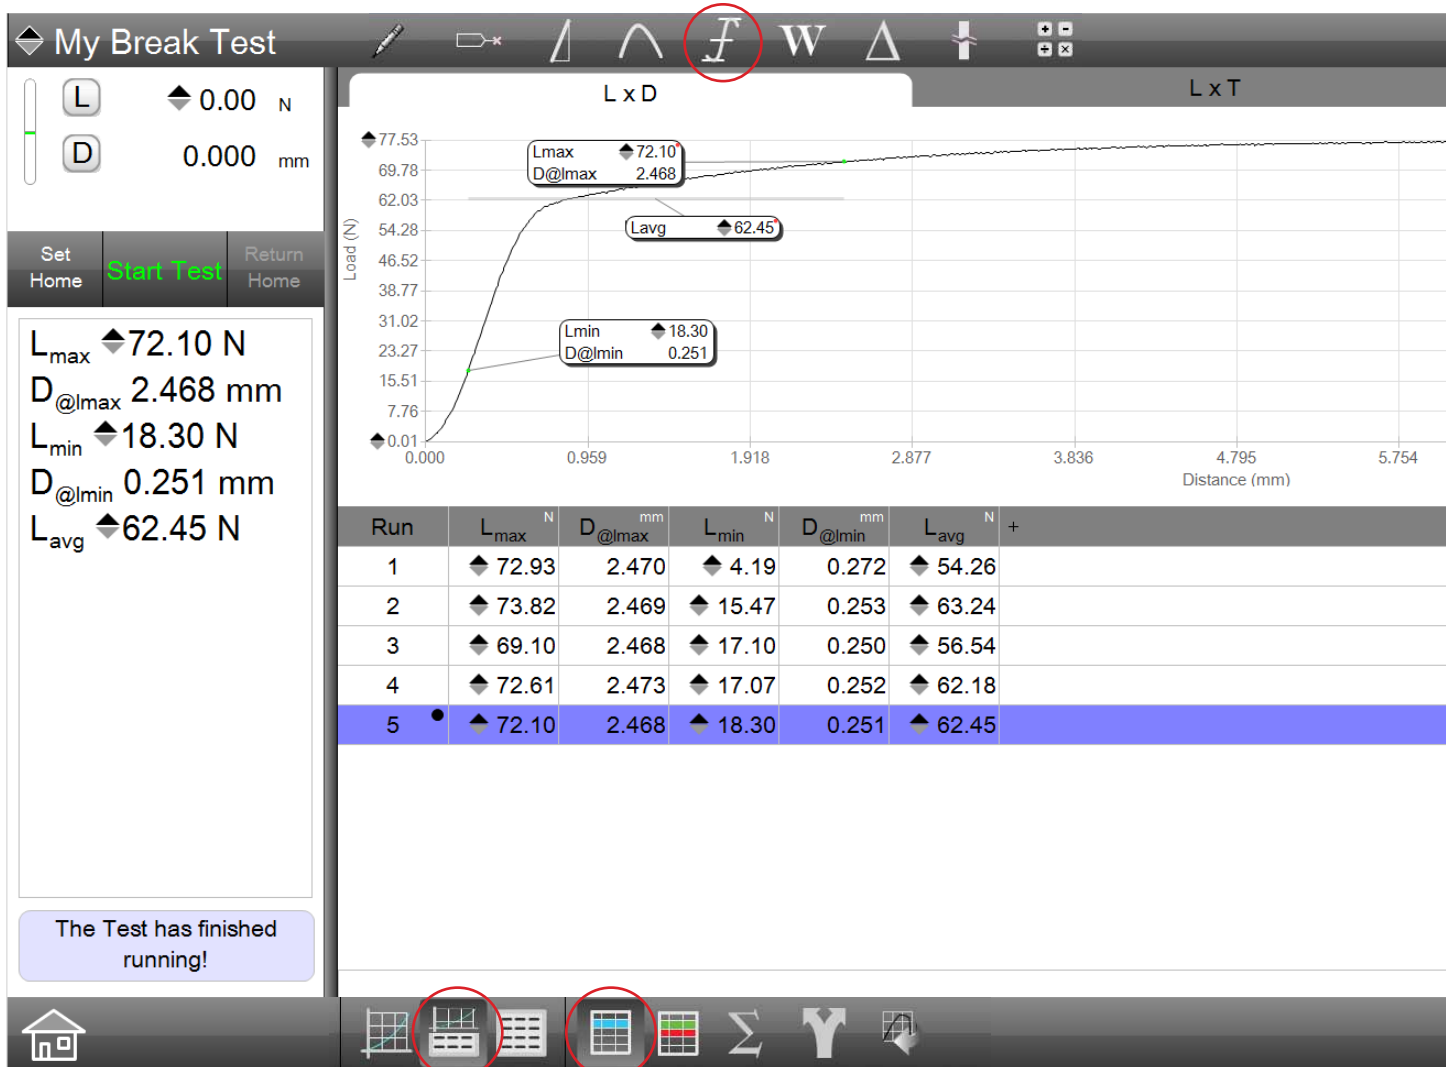 My Break Test
W
L 0.00 N
D 0.000 mm
Set Home
Start Test
Return Home
Lmax 72.10 N
D@lmax 2.468 mm
Lmin 18.30 N
D@lmin 0.251 mm
Lavg 62.45 N
The Test has finished
running!
L x D
L x T
77.53
69.78
62.03
54.28
46.52
38.77
31.02
23.27
15.51
7.76
0.01
Load (N)
Lmax 72.10
D@lmax 2.468
Lavg 62.45
Lmin 18.30
D@lmin 0.251
0.000 0.959 1.918 2.877 3.836 4.795 5.754
Distance (mm)
Run Lmax N D@lmax mm Lmin N D@lmin mm Lavg N +
1 72.93 2.470 4.19 0.272 54.26
2 73.82 2.469 15.47 0.253 63.24
3 69.10 2.468 17.10 0.250 56.54
4 72.61 2.473 17.07 0.252 62.18
5 72.10 2.468 18.30 0.251 62.45
Σ